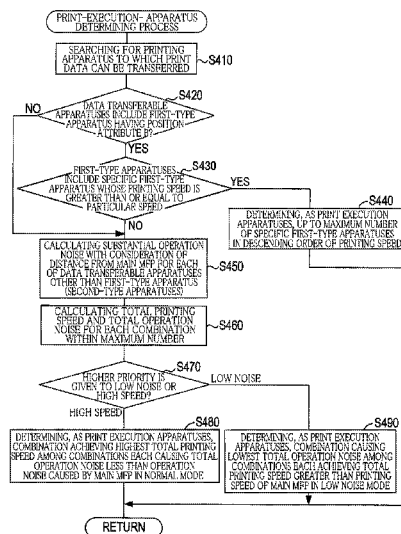 PRINT-EXECUTION- APPARATUS
DETERMINING PROCESS
SEARCHING FOR PRINTING
APPARATUS TO WHICH PRINT
DATA CAN BE TRANSFERRED
S410
S420
NO
DATA TRANSFERABLE
APPARATUSES INCLUDE FIRST-TYPE
APPARATUS HAVING POSITION
ATTRIBUTE B?
YES
S430
FIRST-TYPE APPARATUSES
INCLUDE SPECIFIC FIRST-TYPE
APPARATUS WHOSE PRINTING SPEED IS
GREATER THAN OR EQUAL TO
PARTICULAR SPEED
YES
NO
S440
DETERMINING, AS PRINT EXECUTION
APPARATUSES, UP TO MAXIMUM NUMBER
OF SPECIFIC FIRST-TYPE APPARATUSES
IN DESCENDING ORDER OF PRINTING SPEED
CALCULATING SUBSTANTIAL OPERATION
NOISE WITH CONSIDERATION OF
DISTANCE FROM MAIN MFP FOR EACH
OF DATA TRANSFERABLE APPARATUSES
OTHER THAN FIRST-TYPE APPARATUS
(SECOND-TYPE APPARATUSES)
S450
CALCULATING TOTAL PRINTING
SPEED AND TOTAL OPERATION
NOISE FOR EACH COMBINATION
WITHIN MAXIMUM NUMBER
S460
S470
HIGHER PRIORITY IS
GIVEN TO LOW NOISE OR
HIGH SPEED?
LOW NOISE
HIGH SPEED
S480
DETERMINING, AS PRINT EXECUTION
APPARATUSES, COMBINATION ACHIEVING HIGHEST TOTAL PRINTING
SPEED AMONG COMBINATIONS EACH CAUSING TOTAL
OPERATION NOISE LESS THAN OPERATION
NOISE CAUSED BY MAIN MFP IN NORMAL MODE
S490
DETERMINING, AS PRINT EXECUTION
APPARATUSES, COMBINATION CAUSING
LOWEST TOTAL OPERATION NOISE AMONG
COMBINATIONS EACH ACHIEVING TOTAL
PRINTING SPEED GREATER THAN PRINTING
SPEED OF MAIN MFP IN LOW NOISE MODE
RETURN